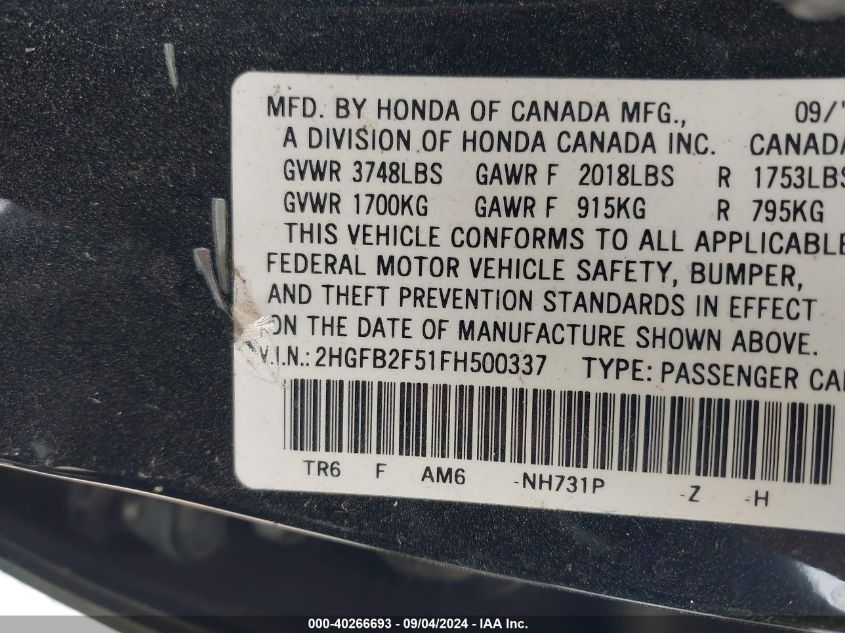 MFD. BY HONDA OF CANADA MFG., 09/
A DIVISION OF HONDA CANADA INC. CANADA
GVWR 3748LBS GAWR F 2018LBS R 1753LBS
GVWR 1700KG GAWR F 915KG R 795KG
THIS VEHICLE CONFORMS TO ALL APPLICABLE
FEDERAL MOTOR VEHICLE SAFETY, BUMPER,
AND THEFT PREVENTION STANDARDS IN EFFECT
ON THE DATE OF MANUFACTURE SHOWN ABOVE.
V.I.N.: 2HGFB2F51FH500337 TYPE: PASSENGER CAR
TR6 F AM6 -NH731P -Z -H
000-40266693 - 09/04/2024 - IAA Inc.